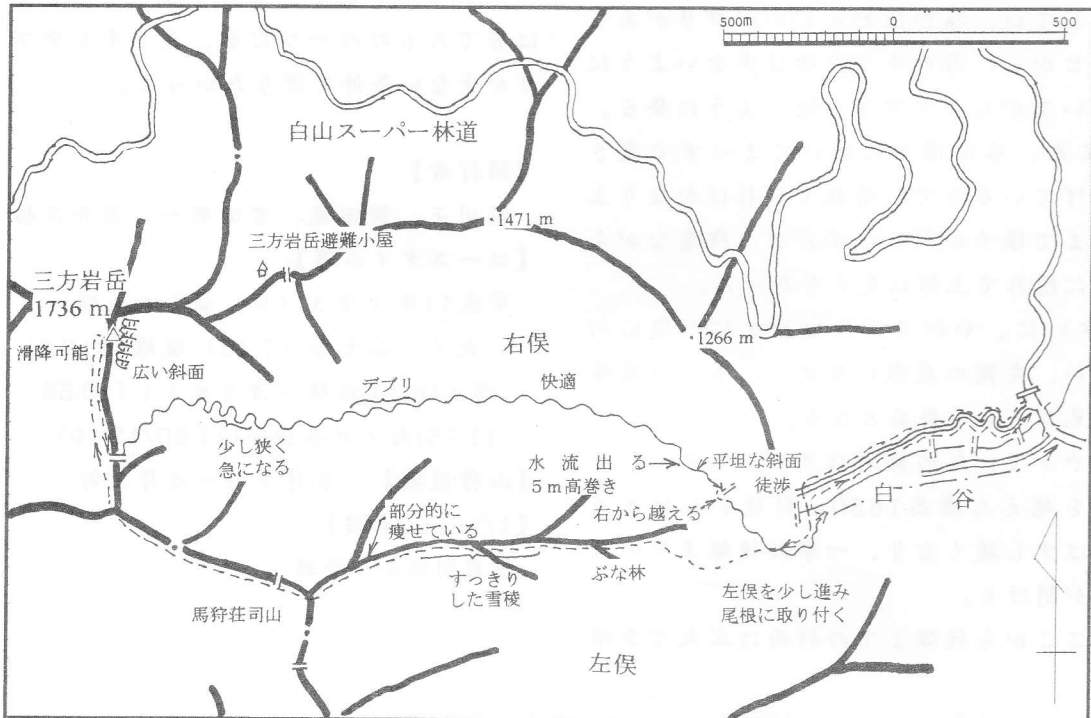 500m 0 500
白山スーパー林道
1471 m
三方岩岳避難小屋
三方岩岳
1736 m
滑降可能
広い斜面
右俣
1266 m
デブリ
快適
少し狭く
急になる
水流出る
平坦な斜面
5m高巻き
徒渉
白谷
部分的に
痩せている
右から越える
すっきり
した雪稜
ぶな林
馬狩荘司山
左俣を少し進み
尾根に取り付く
左俣